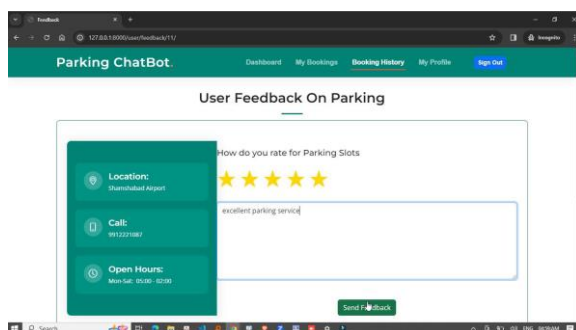 Feedback
127.0.0.1:8000/user/feedback/11/
Incognito
Parking ChatBot.
Dashboard
My Bookings
Booking History
My Profile
Sign Out
User Feedback On Parking
How do you rate for Parking Slots
Location:
Shamshabad Airport
excellent parking service
Call:
9912221087
Open Hours:
Mon-Sat: 05:00 - 02:00
Send Feedback
Search
ENG